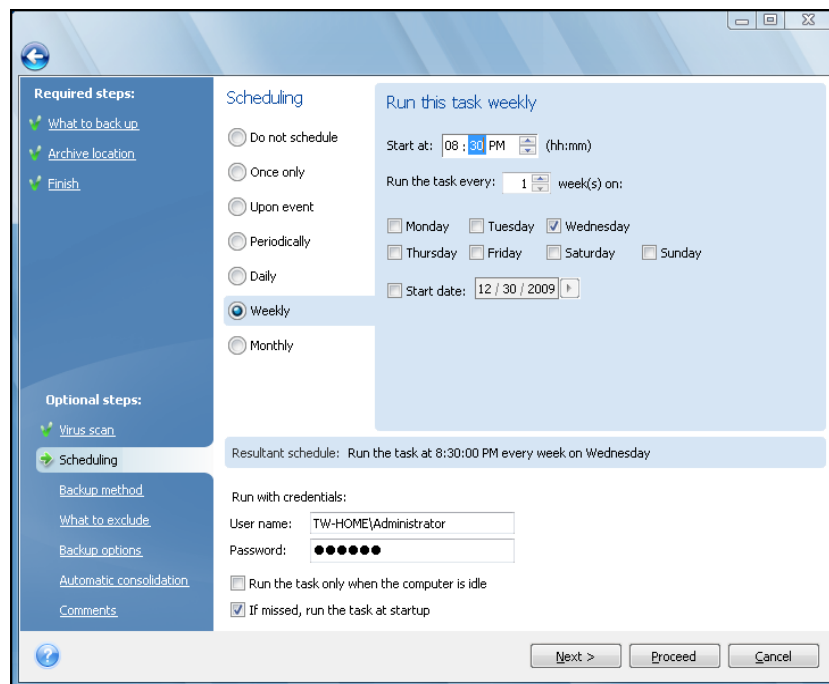 Required steps:
What to back up
Archive location
Finish
Optional steps:
Virus scan
Scheduling
Backup method
What to exclude
Backup options
Automatic consolidation
Comments
Scheduling
Do not schedule
Once only
Upon event
Periodically
Daily
Weekly
Monthly
Run this task weekly
Start at: 08 : 30 PM (hh:mm)
Run the task every: 1 week(s) on:
Monday Tuesday Wednesday
Thursday Friday Saturday Sunday
Start date: 12 / 30 / 2009
Resultant schedule: Run the task at 8:30:00 PM every week on Wednesday
Run with credentials:
User name: TW-HOME\Administrator
Password: ●●●●●●
Run the task only when the computer is idle
If missed, run the task at startup
Next > Proceed Cancel